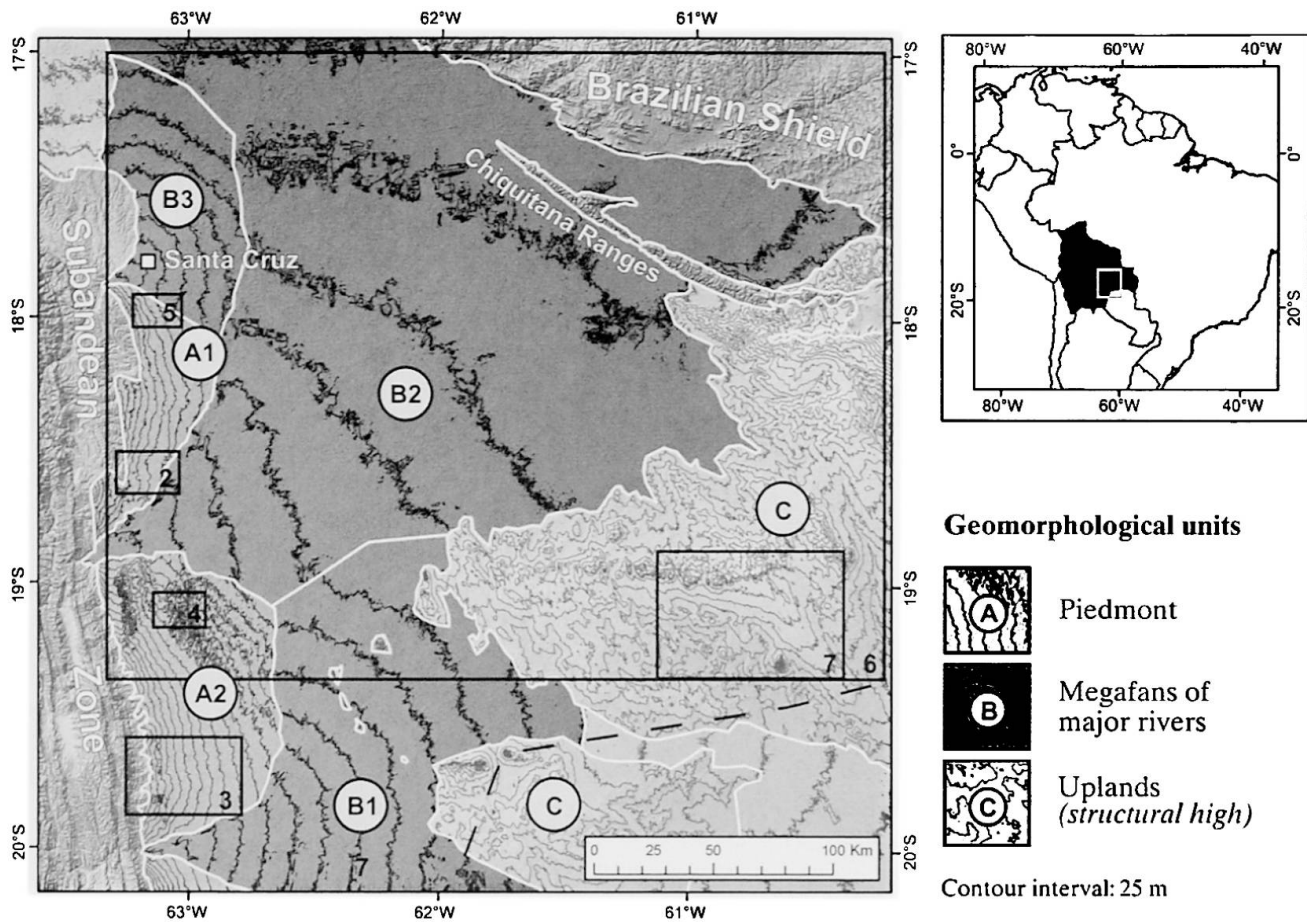 63°W
62°W
61°W
17°S
17°S
Brazilian Shield
Chiquitana Ranges
B3
Santa Cruz
Subandean
Zone
18°S
18°S
5
A1
B2
2
C
19°S
19°S
4
7
6
A2
3
B1
C
7
0
25
50
100 Km
20°S
20°S
63°W
62°W
61°W
80°W
60°W
40°W
0°
0°
20°S
20°S
80°W
60°W
40°W
Geomorphological units
A
Piedmont
B
Megafans of
major rivers
C
Uplands
(structural high)
Contour interval: 25 m